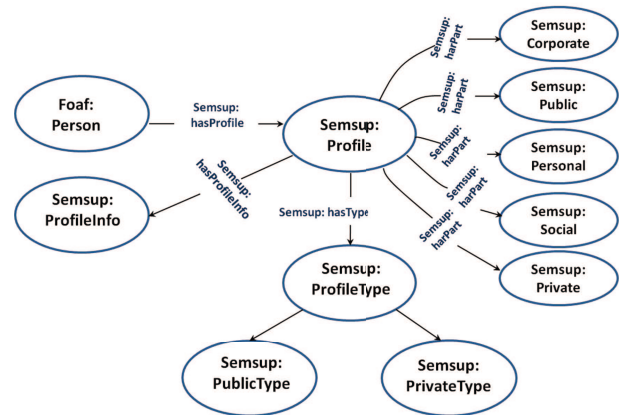 Foaf:
Person
Semsup:
hasProfile
Semsup:
Profile
Semsup:
harPart
Semsup:
Corporate
Semsup:
harPart
Semsup:
Public
Semsup:
harPart
Semsup:
Personal
Semsup:
harPart
Semsup:
Social
Semsup:
harPart
Semsup:
Private
Semsup:
hasProfileInfo
Semsup:
ProfileInfo
Semsup: hasType
Semsup:
ProfileType
Semsup:
PublicType
Semsup:
PrivateType